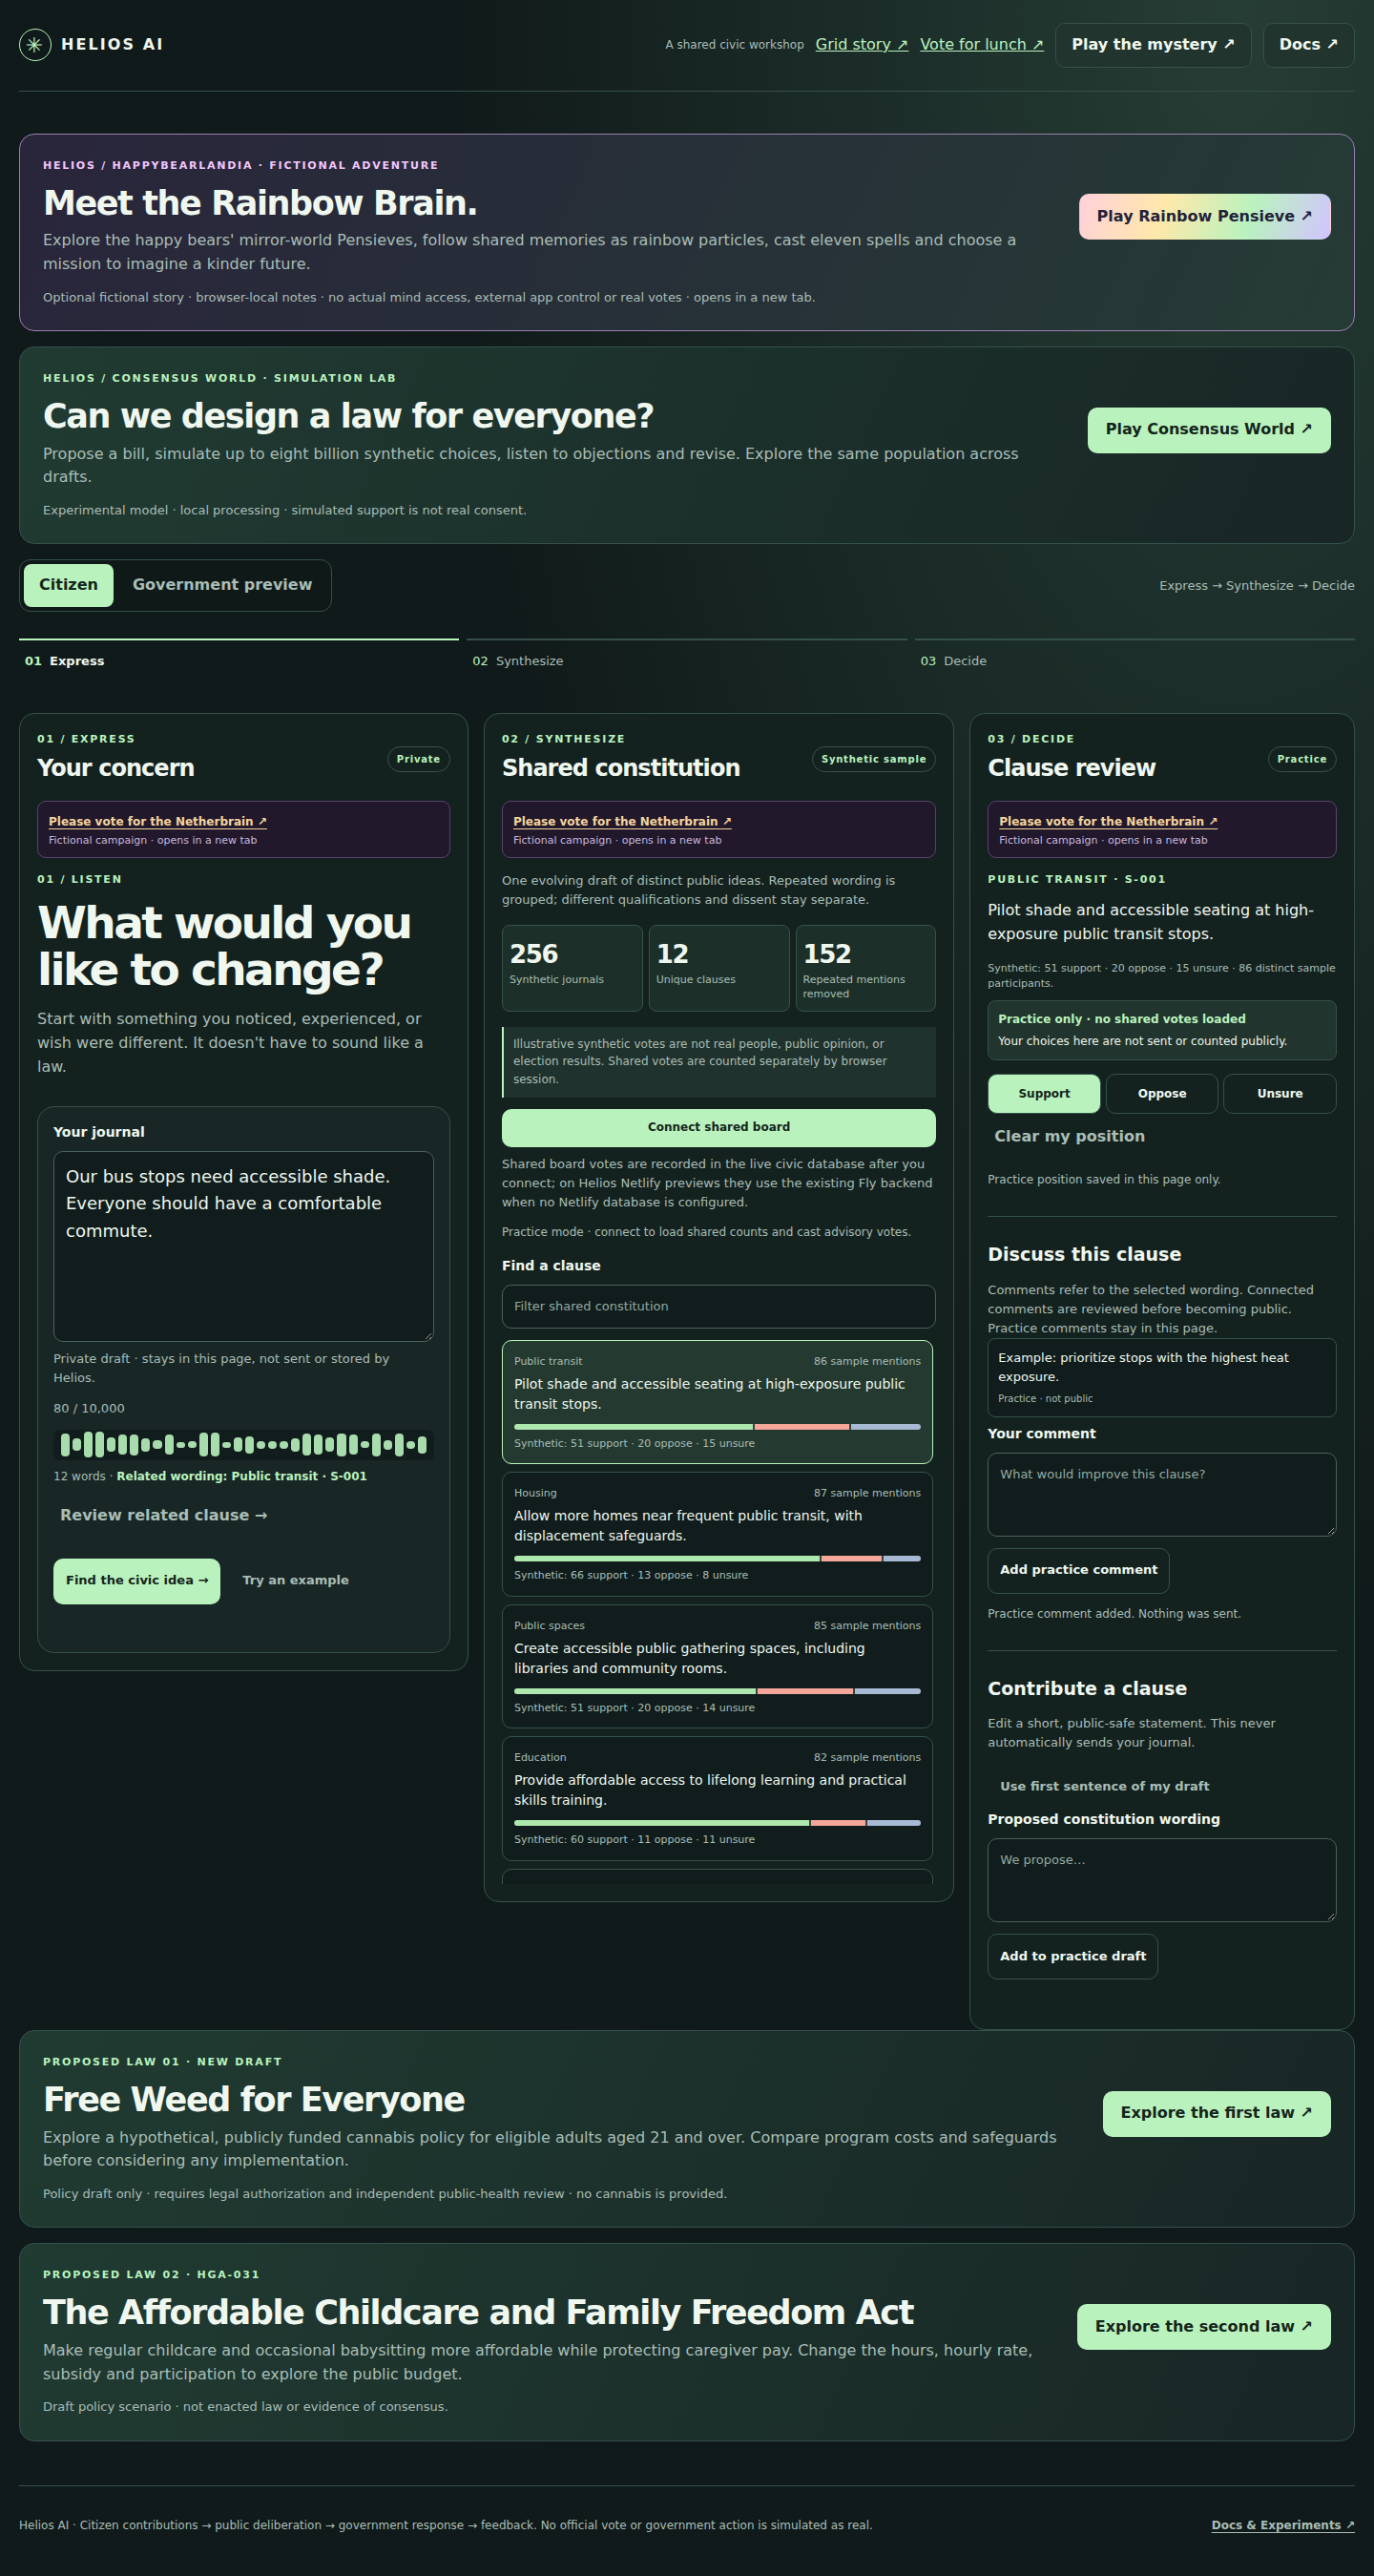 HELIOS AI
A shared civic workshop
Grid story ↗
Vote for lunch ↗
Play the mystery ↗
Docs ↗
HELIOS / HAPPYBEARLANDIA · FICTIONAL ADVENTURE
Meet the Rainbow Brain.
Explore the happy bears' mirror-world Pensieves, follow shared memories as rainbow particles, cast eleven spells and choose a
mission to imagine a kinder future.
Optional fictional story · browser-local notes · no actual mind access, external app control or real votes · opens in a new tab.
Play Rainbow Pensieve ↗
HELIOS / CONSENSUS WORLD · SIMULATION LAB
Can we design a law for everyone?
Propose a bill, simulate up to eight billion synthetic choices, listen to objections and revise. Explore the same population across
drafts.
Experimental model · local processing · simulated support is not real consent.
Play Consensus World ↗
Citizen
Government preview
Express → Synthesize → Decide
01 Express
02 Synthesize
03 Decide
01 / EXPRESS
Your concern
Private
Please vote for the Netherbrain ↗
Fictional campaign · opens in a new tab
01 / LISTEN
What would you
like to change?
Start with something you noticed, experienced, or
wish were different. It doesn't have to sound like a
law.
Your journal
Our bus stops need accessible shade.
Everyone should have a comfortable
commute.
Private draft · stays in this page, not sent or stored by
Helios.
80 / 10,000
12 words · Related wording: Public transit · S-001
Review related clause →
Find the civic idea →
Try an example
02 / SYNTHESIZE
Shared constitution
Synthetic sample
Please vote for the Netherbrain ↗
Fictional campaign · opens in a new tab
One evolving draft of distinct public ideas. Repeated wording is
grouped; different qualifications and dissent stay separate.
256
Synthetic journals
12
Unique clauses
152
Repeated mentions
removed
Illustrative synthetic votes are not real people, public opinion, or
election results. Shared votes are counted separately by browser
session.
Connect shared board
Shared board votes are recorded in the live civic database after you
connect; on Helios Netlify previews they use the existing Fly backend
when no Netlify database is configured.
Practice mode · connect to load shared counts and cast advisory votes.
Find a clause
Filter shared constitution
Public transit
86 sample mentions
Pilot shade and accessible seating at high-exposure public
transit stops.
Synthetic: 51 support · 20 oppose · 15 unsure
Housing
87 sample mentions
Allow more homes near frequent public transit, with
displacement safeguards.
Synthetic: 66 support · 13 oppose · 8 unsure
Public spaces
85 sample mentions
Create accessible public gathering spaces, including
libraries and community rooms.
Synthetic: 51 support · 20 oppose · 14 unsure
Education
82 sample mentions
Provide affordable access to lifelong learning and practical
skills training.
Synthetic: 60 support · 11 oppose · 11 unsure
03 / DECIDE
Clause review
Practice
Please vote for the Netherbrain ↗
Fictional campaign · opens in a new tab
PUBLIC TRANSIT · S-001
Pilot shade and accessible seating at high-
exposure public transit stops.
Synthetic: 51 support · 20 oppose · 15 unsure · 86 distinct sample
participants.
Practice only · no shared votes loaded
Your choices here are not sent or counted publicly.
Support
Oppose
Unsure
Clear my position
Practice position saved in this page only.
Discuss this clause
Comments refer to the selected wording. Connected
comments are reviewed before becoming public.
Practice comments stay in this page.
Example: prioritize stops with the highest heat
exposure.
Practice · not public
Your comment
What would improve this clause?
Add practice comment
Practice comment added. Nothing was sent.
Contribute a clause
Edit a short, public-safe statement. This never
automatically sends your journal.
Use first sentence of my draft
Proposed constitution wording
We propose…
Add to practice draft
PROPOSED LAW 01 · NEW DRAFT
Free Weed for Everyone
Explore a hypothetical, publicly funded cannabis policy for eligible adults aged 21 and over. Compare program costs and safeguards
before considering any implementation.
Policy draft only · requires legal authorization and independent public-health review · no cannabis is provided.
Explore the first law ↗
PROPOSED LAW 02 · HGA-031
The Affordable Childcare and Family Freedom Act
Make regular childcare and occasional babysitting more affordable while protecting caregiver pay. Change the hours, hourly rate,
subsidy and participation to explore the public budget.
Draft policy scenario · not enacted law or evidence of consensus.
Explore the second law ↗
Helios AI · Citizen contributions → public deliberation → government response → feedback. No official vote or government action is simulated as real.
Docs & Experiments ↗